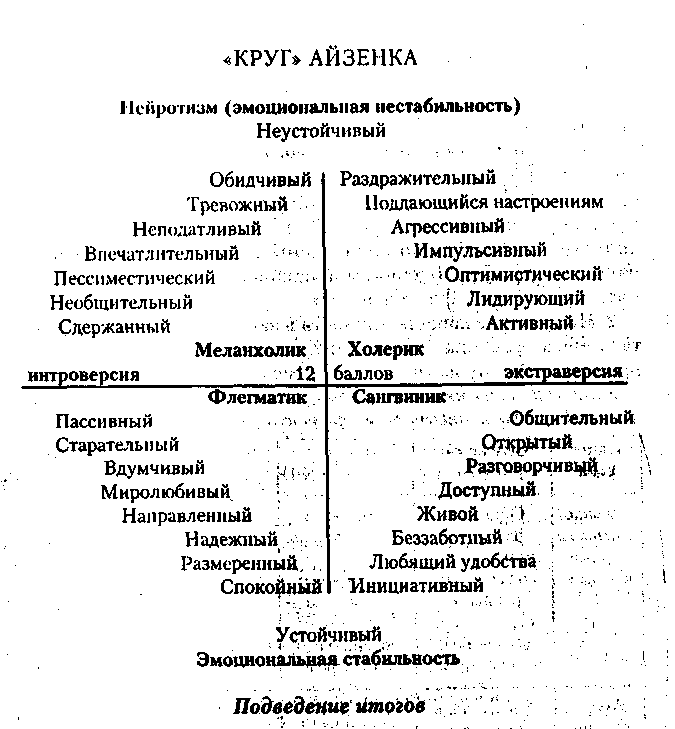 «КРУГ» АЙЗЕНКА
Нейротизм (эмоциональная нестабильность)
Неустойчивый
Обидчивый Раздражительный
Тревожный Поддающийся настроениям
Неподатливый Агрессивный
Впечатлительный Импульсивный
Пессиместический Оптимистический
Необщительный Лидирующий
Сдержанный Активный
Меланхолик Холерик
интроверсия 12 баллов экстраверсия
Флегматик Сангвиник
Пассивный Общительный
Старательный Открытый
Вдумчивый Разговорчивый
Миролюбивый Доступный
Направленный Живой
Надежный Беззаботный
Размеренный Любящий удобства
Спокойный Инициативный
Устойчивый
Эмоциональная стабильность
Подведение итогов